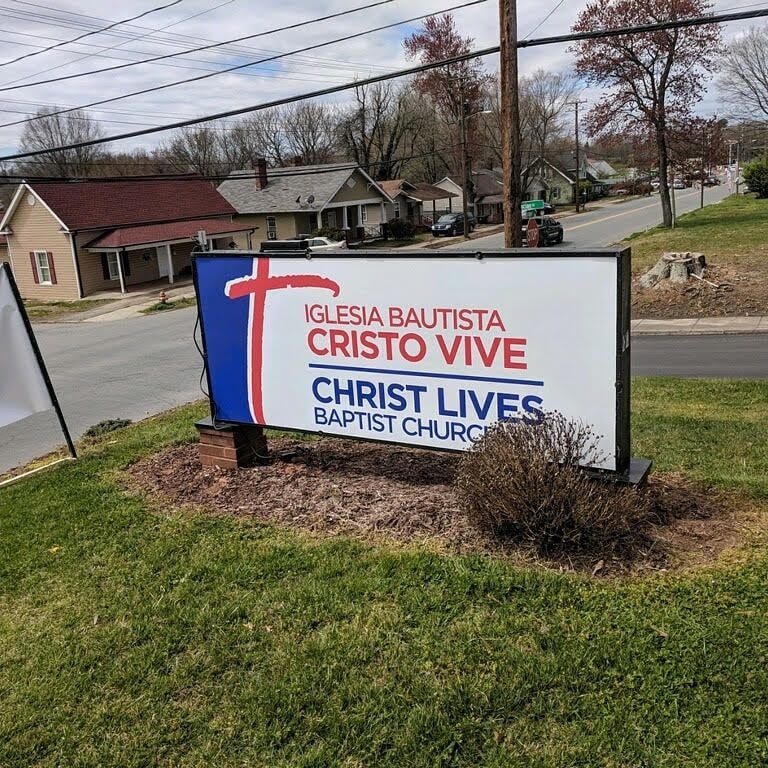 IGLESIA BAUTISTA
CRISTO VIVE
CHRIST LIVES
BAPTIST CHURC